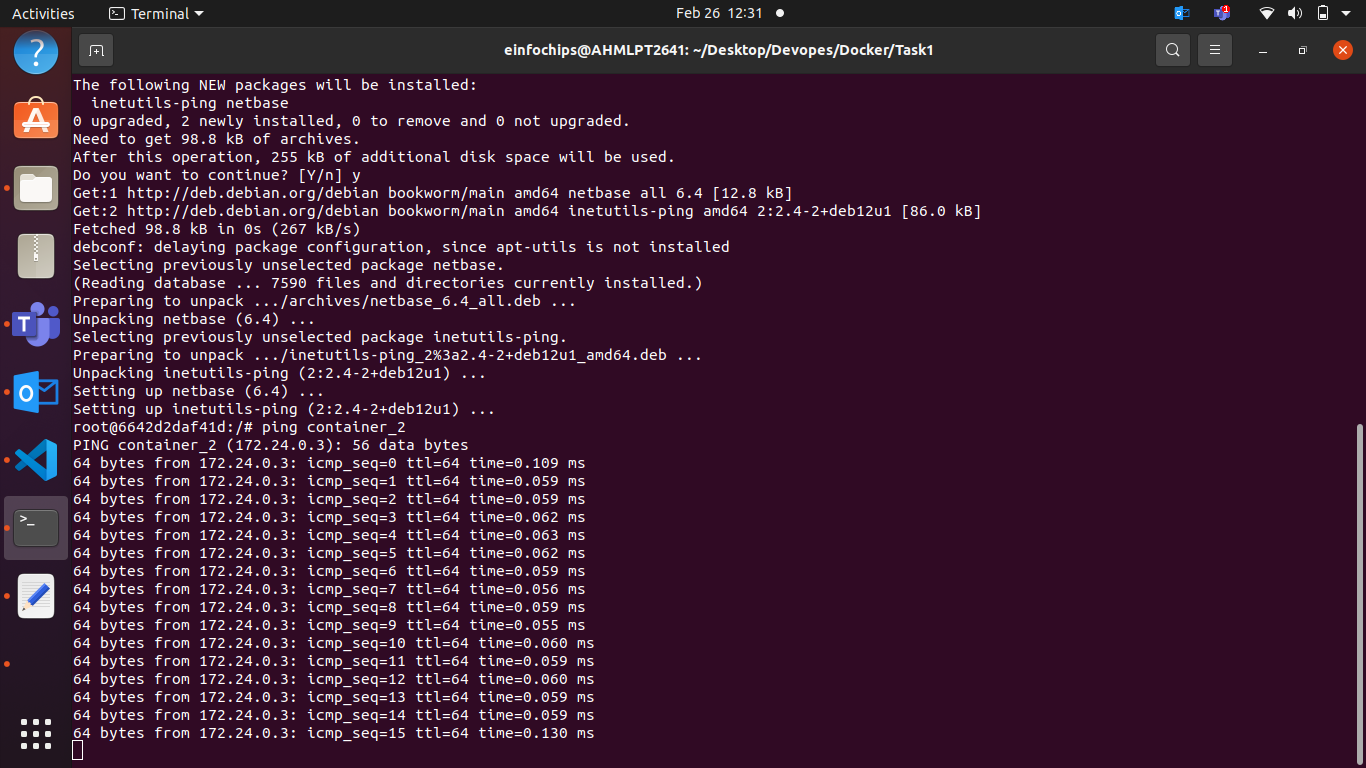 Activities
Terminal
Feb 26 12:31
1
einfochips@AHMLPT2641: ~/Desktop/Devopes/Docker/Task1
The following NEW packages will be installed:
  inetutils-ping netbase
0 upgraded, 2 newly installed, 0 to remove and 0 not upgraded.
Need to get 98.8 kB of archives.
After this operation, 255 kB of additional disk space will be used.
Do you want to continue? [Y/n] y
Get:1 http://deb.debian.org/debian bookworm/main amd64 netbase all 6.4 [12.8 kB]
Get:2 http://deb.debian.org/debian bookworm/main amd64 inetutils-ping amd64 2:2.4-2+deb12u1 [86.0 kB]
Fetched 98.8 kB in 0s (267 kB/s)
debconf: delaying package configuration, since apt-utils is not installed
Selecting previously unselected package netbase.
(Reading database ... 7590 files and directories currently installed.)
Preparing to unpack .../archives/netbase_6.4_all.deb ...
Unpacking netbase (6.4) ...
Selecting previously unselected package inetutils-ping.
Preparing to unpack .../inetutils-ping_2%3a2.4-2+deb12u1_amd64.deb ...
Unpacking inetutils-ping (2:2.4-2+deb12u1) ...
Setting up netbase (6.4) ...
Setting up inetutils-ping (2:2.4-2+deb12u1) ...
root@6642d2daf41d:/# ping container_2
PING container_2 (172.24.0.3): 56 data bytes
64 bytes from 172.24.0.3: icmp_seq=0 ttl=64 time=0.109 ms
64 bytes from 172.24.0.3: icmp_seq=1 ttl=64 time=0.059 ms
64 bytes from 172.24.0.3: icmp_seq=2 ttl=64 time=0.059 ms
64 bytes from 172.24.0.3: icmp_seq=3 ttl=64 time=0.062 ms
64 bytes from 172.24.0.3: icmp_seq=4 ttl=64 time=0.063 ms
64 bytes from 172.24.0.3: icmp_seq=5 ttl=64 time=0.062 ms
64 bytes from 172.24.0.3: icmp_seq=6 ttl=64 time=0.059 ms
64 bytes from 172.24.0.3: icmp_seq=7 ttl=64 time=0.056 ms
64 bytes from 172.24.0.3: icmp_seq=8 ttl=64 time=0.059 ms
64 bytes from 172.24.0.3: icmp_seq=9 ttl=64 time=0.055 ms
64 bytes from 172.24.0.3: icmp_seq=10 ttl=64 time=0.060 ms
64 bytes from 172.24.0.3: icmp_seq=11 ttl=64 time=0.059 ms
64 bytes from 172.24.0.3: icmp_seq=12 ttl=64 time=0.060 ms
64 bytes from 172.24.0.3: icmp_seq=13 ttl=64 time=0.059 ms
64 bytes from 172.24.0.3: icmp_seq=14 ttl=64 time=0.059 ms
64 bytes from 172.24.0.3: icmp_seq=15 ttl=64 time=0.130 ms